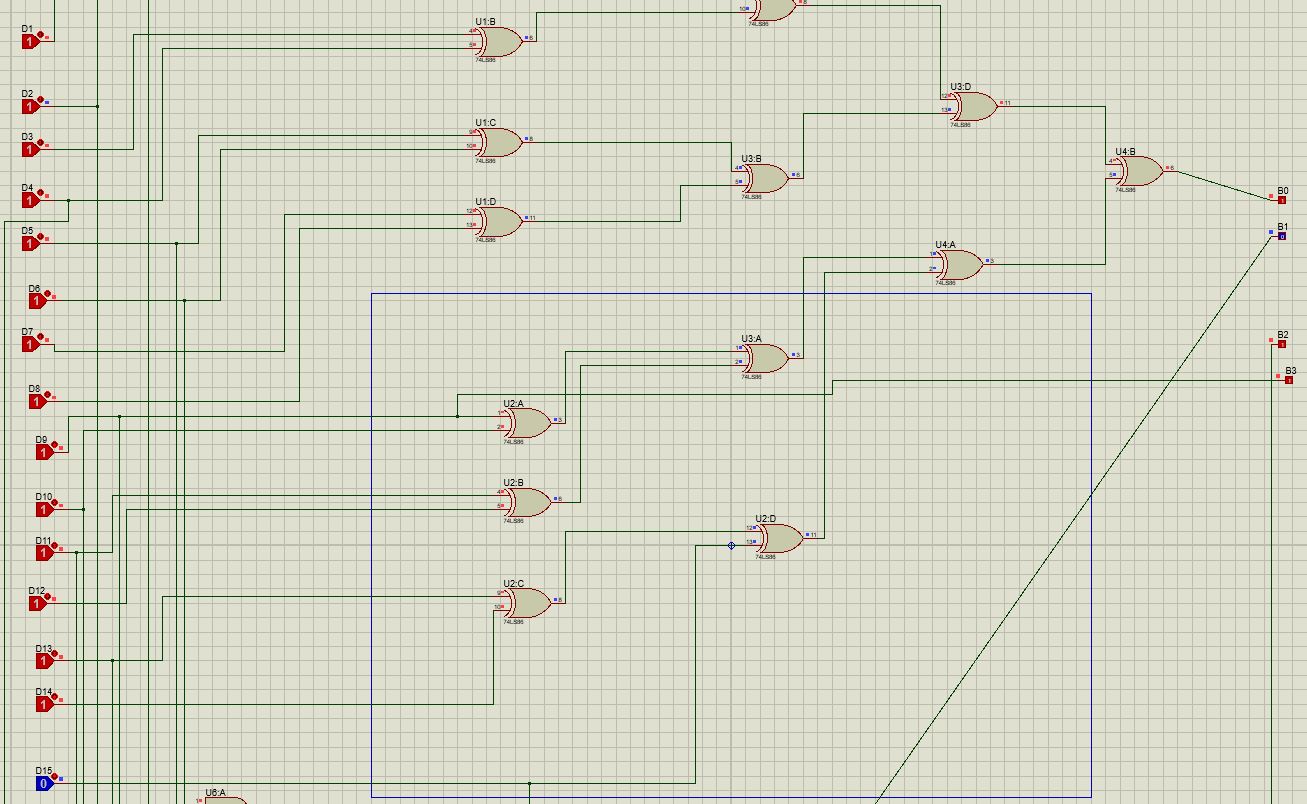 10 8
D1
1
U1:B
4
5
6
74LS86
74LS86
D2
1
U3:D
12
13
11
74LS86
D3
1
U1:C
9
10
8
74LS86
U4:B
4
5
6
74LS86
U3:B
4
5
6
74LS86
D4
1
B0
1
U1:D
12
13
11
74LS86
D5
1
B1
0
U4:A
1
2
3
74LS86
D6
1
D7
1
U3:A
1
2
3
74LS86
B2
1
B3
1
D8
1
U2:A
1
2
3
74LS86
D9
1
U2:B
4
5
6
74LS86
D10
1
U2:D
12
13
11
74LS86
D11
1
D12
1
U2:C
9
10
8
74LS86
D13
1
D14
1
D15
0
U6:A
1